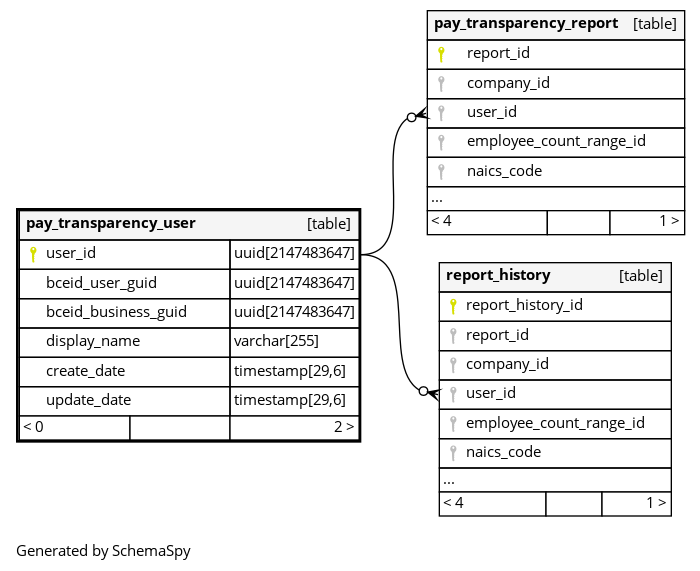 pay_transparency_report [table]
report_id
company_id
user_id
employee_count_range_id
naics_code
...
< 4 1 >
pay_transparency_user [table]
user_id uuid[2147483647]
bceid_user_guid uuid[2147483647]
bceid_business_guid uuid[2147483647]
display_name varchar[255]
create_date timestamp[29,6]
update_date timestamp[29,6]
< 0 2 >
report_history [table]
report_history_id
report_id
company_id
user_id
employee_count_range_id
naics_code
...
< 4 1 >
Generated by SchemaSpy